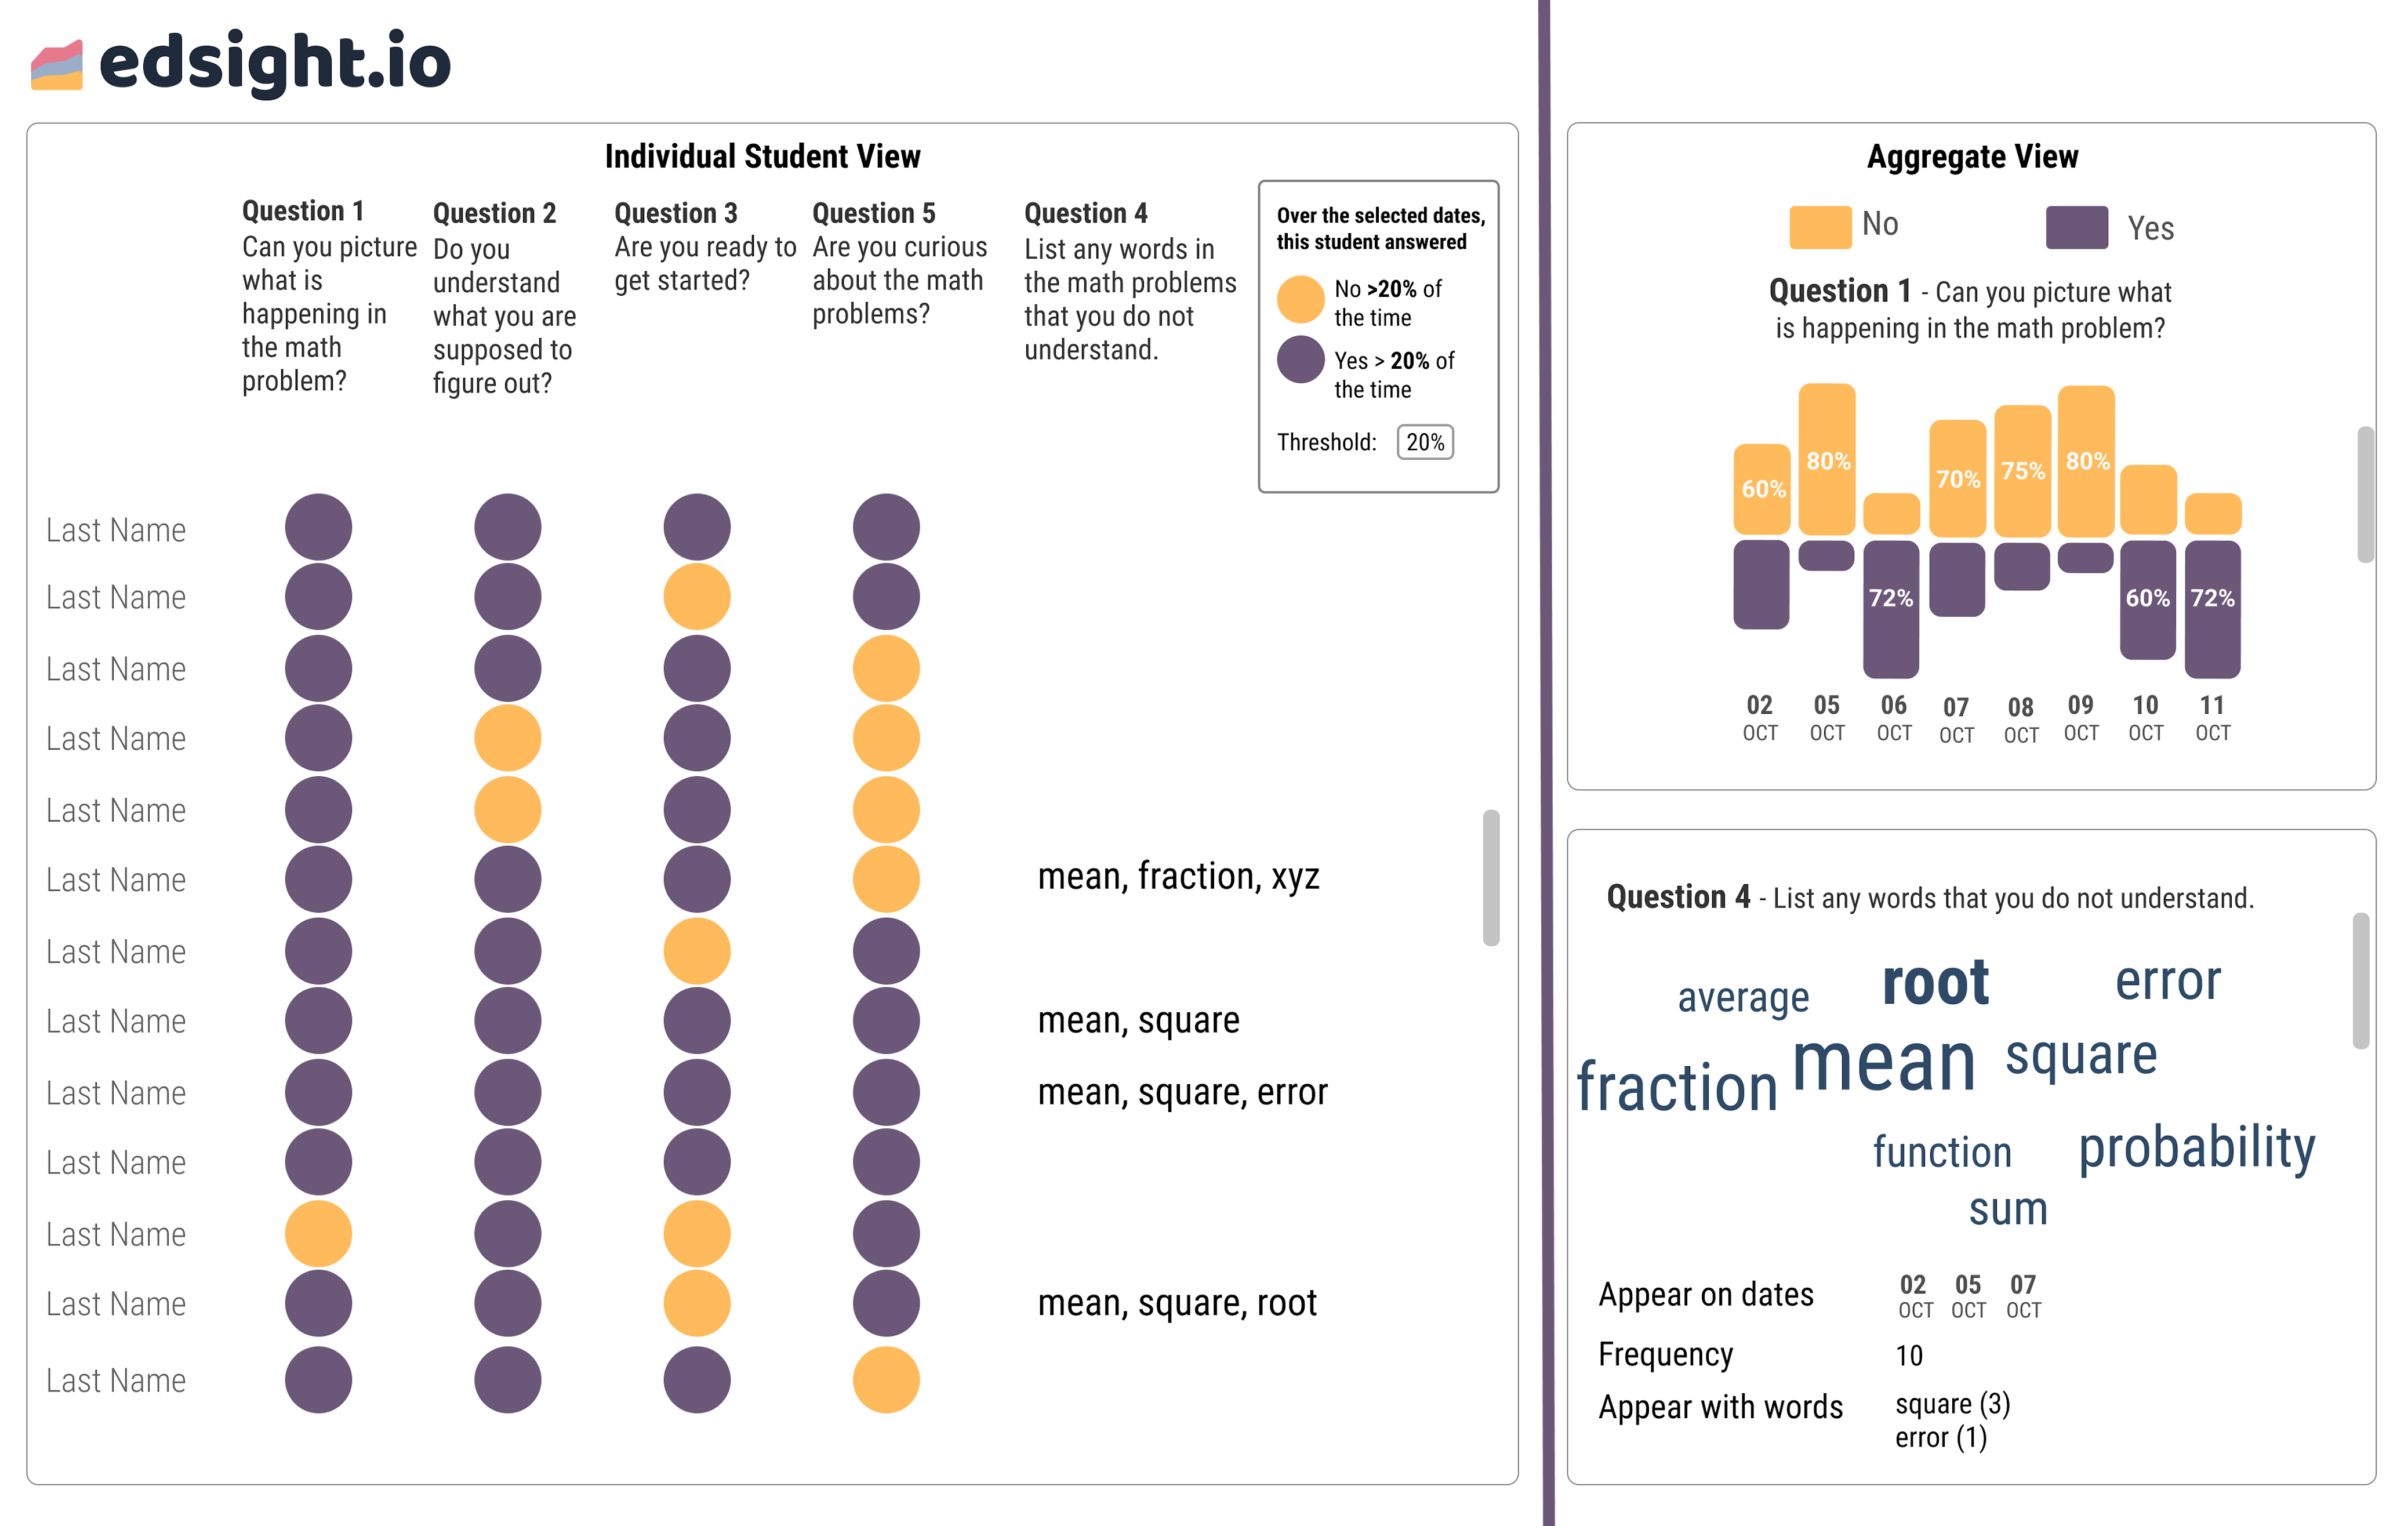 edsight.io
Individual Student View
Question 1
Can you picture
what is
happening in
the math
problem?
Question 2
Do you
understand
what you are
supposed to
figure out?
Question 3
Are you ready to
get started?
Question 5
Are you curious
about the math
problems?
Question 4
List any words in
the math problems
that you do not
understand.
Over the selected dates,
this student answered
No >20% of
the time
Yes > 20% of
the time
Threshold: 20%
Last Name
Last Name
Last Name
Last Name
Last Name
Last Name mean, fraction, xyz
Last Name
Last Name mean, square
Last Name mean, square, error
Last Name
Last Name
Last Name mean, square, root
Last Name
Aggregate View
No Yes
Question 1 - Can you picture what
is happening in the math problem?
60% 80% 70% 75% 80%
72% 60% 72%
02 05 06 07 08 09 10 11
OCT OCT OCT OCT OCT OCT OCT OCT
Question 4 - List any words that you do not understand.
average root error
fraction mean square
function probability
sum
Appear on dates 02 05 07
OCT OCT OCT
Frequency 10
Appear with words square (3)
error (1)